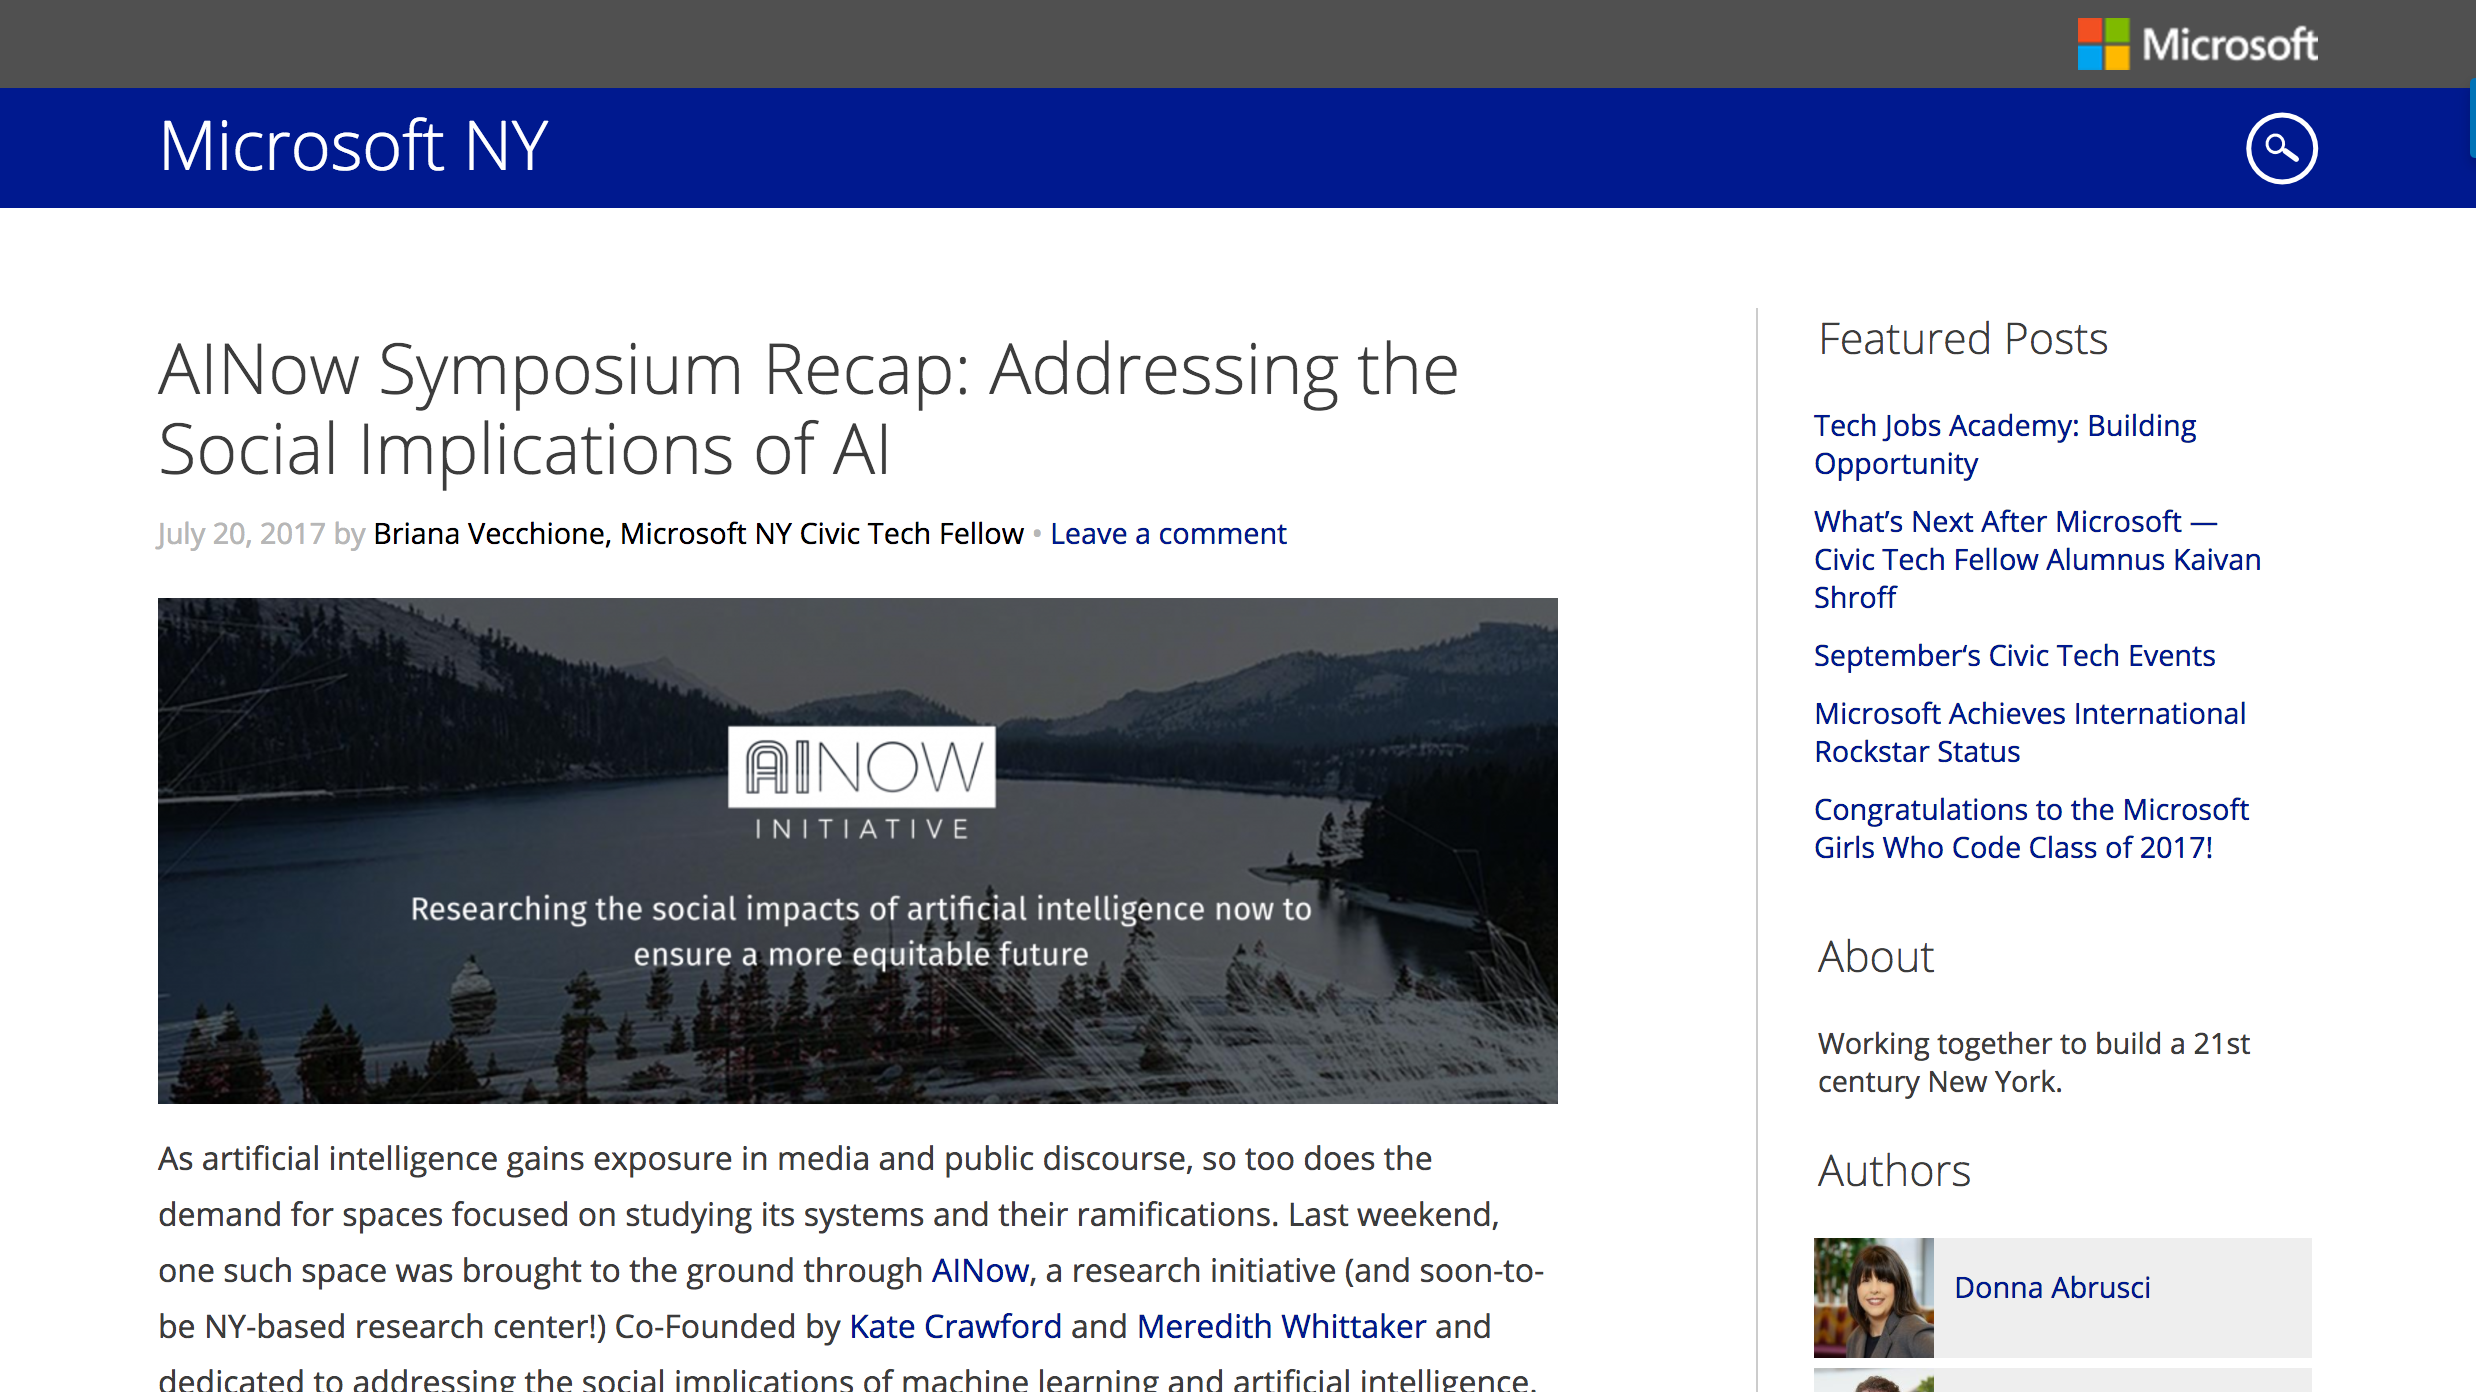 Microsoft
Microsoft NY
AINow Symposium Recap: Addressing the
Social Implications of AI
July 20, 2017 by Briana Vecchione, Microsoft NY Civic Tech Fellow • Leave a comment
AINOW
INITIATIVE
Researching the social impacts of artificial intelligence now to
ensure a more equitable future
As artificial intelligence gains exposure in media and public discourse, so too does the
demand for spaces focused on studying its systems and their ramifications. Last weekend,
one such space was brought to the ground through AINow, a research initiative (and soon-to-
be NY-based research center!) Co-Founded by Kate Crawford and Meredith Whittaker and
dedicated to addressing the social implications of machine learning and artificial intelligence.
Featured Posts
Tech Jobs Academy: Building
Opportunity
What’s Next After Microsoft —
Civic Tech Fellow Alumnus Kaivan
Shroff
September‘s Civic Tech Events
Microsoft Achieves International
Rockstar Status
Congratulations to the Microsoft
Girls Who Code Class of 2017!
About
Working together to build a 21st
century New York.
Authors
Donna Abrusci